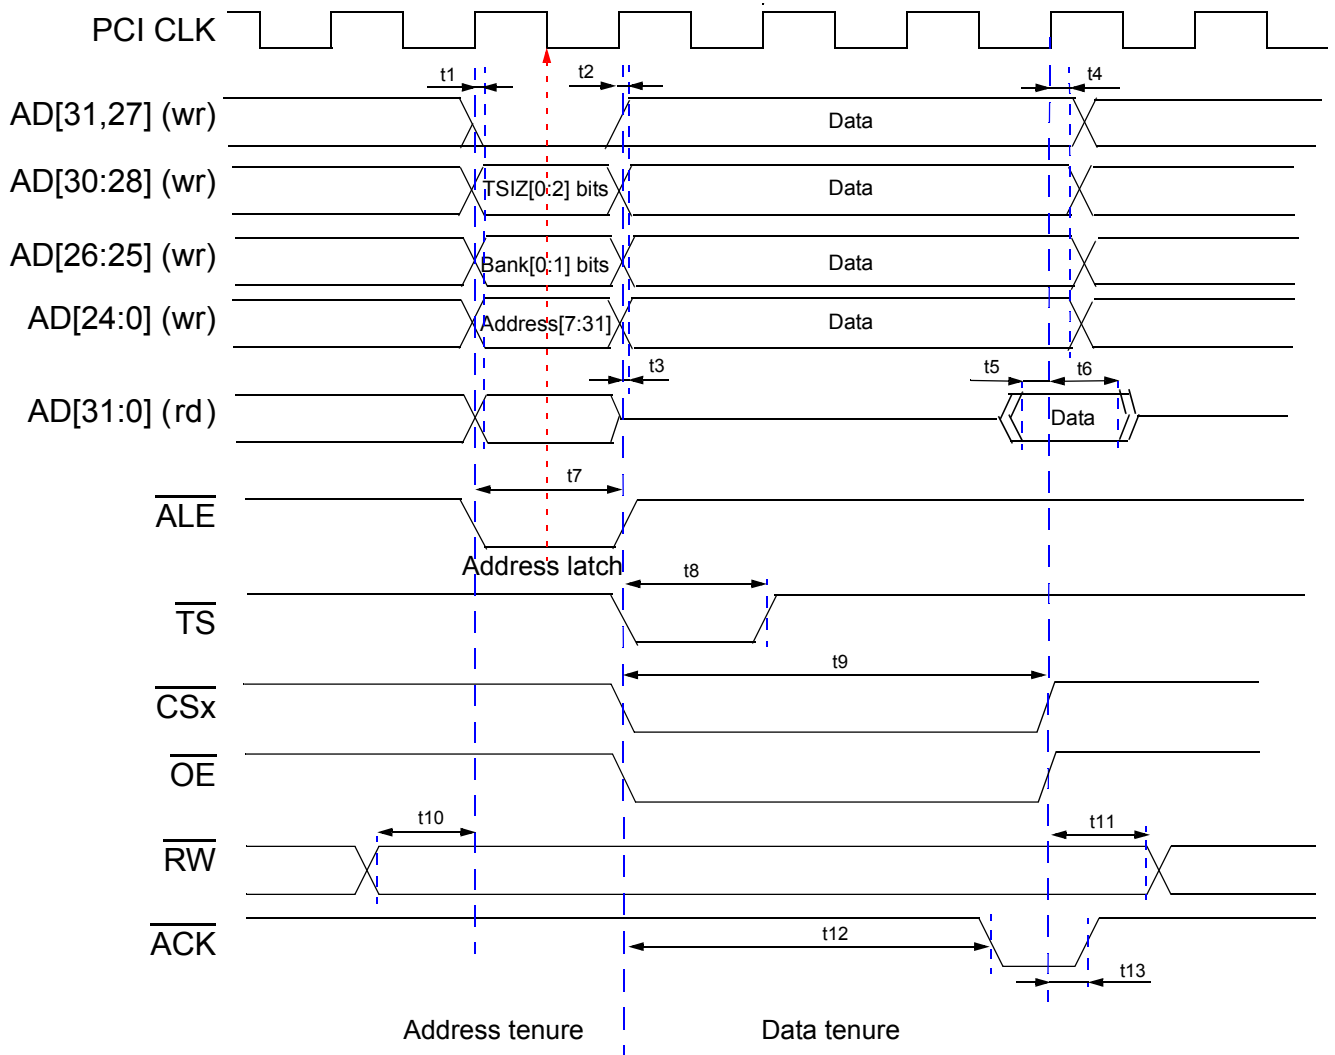 PCI CLK
t1
t2
t4
AD[31,27] (wr)
Data
AD[30:28] (wr)
TSIZ[0:2] bits
Data
AD[26:25] (wr)
Bank[0:1] bits
Data
AD[24:0] (wr)
Address[7:31]
Data
t3
t5
t6
AD[31:0] (rd)
Data
t7
ALE
Address latch
t8
TS
t9
CSx
OE
t10
t11
RW
ACK
t12
t13
Address tenure
Data tenure